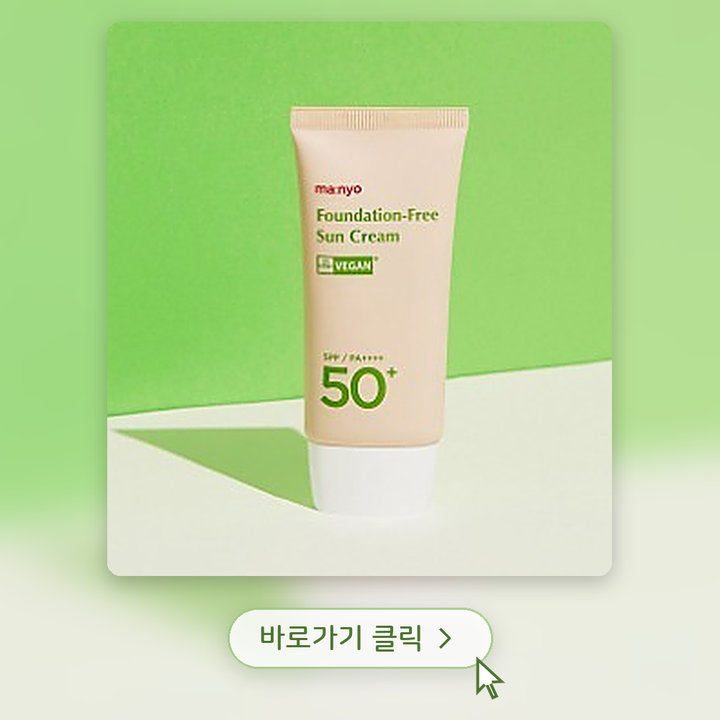 ma:nyo
Foundation-Free
Sun Cream
VEGAN
SPF / PA++++
50+
바로가기 클릭 >